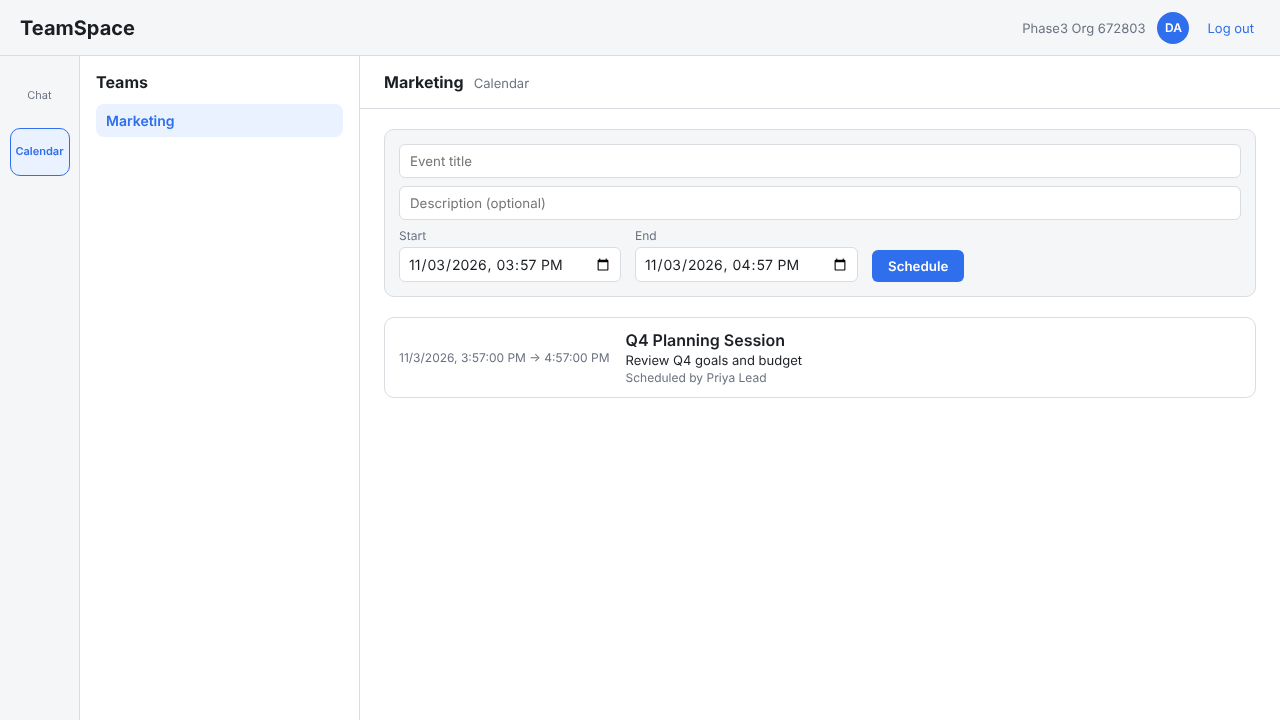 TeamSpace
Phase3 Org 672803
DA
Log out
Chat
Calendar
Teams
Marketing
Marketing Calendar
Event title
Description (optional)
Start
End
11/03/2026, 03:57 PM
11/03/2026, 04:57 PM
Schedule
11/3/2026, 3:57:00 PM → 4:57:00 PM
Q4 Planning Session
Review Q4 goals and budget
Scheduled by Priya Lead